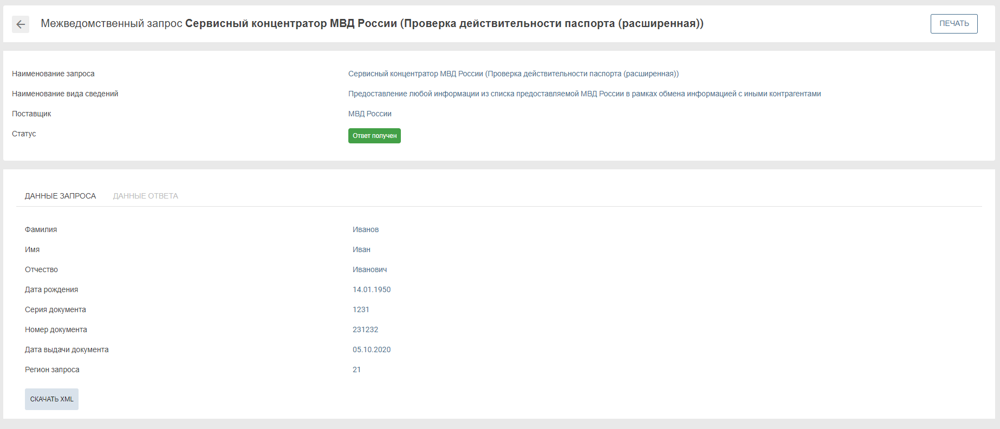 Межведомственный запрос Сервисный концентратор МВД России (Проверка действительности паспорта (расширенная))
ПЕЧАТЬ
Наименование запроса Сервисный концентратор МВД России (Проверка действительности паспорта (расширенная))
Наименование вида сведений Предоставление любой информации из списка предоставляемой МВД России в рамках обмена информацией с иными контрагентами
Поставщик МВД России
Статус Ответ получен
ДАННЫЕ ЗАПРОСА ДАННЫЕ ОТВЕТА
Фамилия Иванов
Имя Иван
Отчество Иванович
Дата рождения 14.01.1950
Серия документа 1231
Номер документа 231232
Дата выдачи документа 05.10.2020
Регион запроса 21
СКАЧАТЬ XML